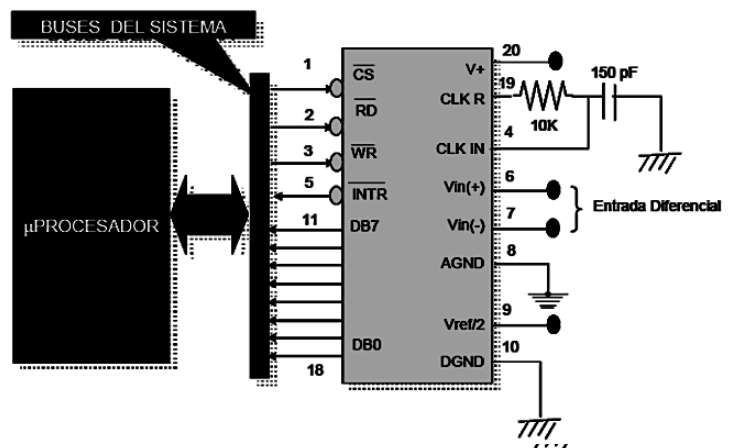 BUSES DEL SISTEMA
μPROCESADOR
1
2
3
5
11
18
CS
RD
WR
INTR
DB7
DB0
V+
CLK R
CLK IN
Vin(+)
Vin(-)
AGND
Vref/2
DGND
20
19
4
6
7
8
9
10
10K
150 pF
Entrada Diferencial